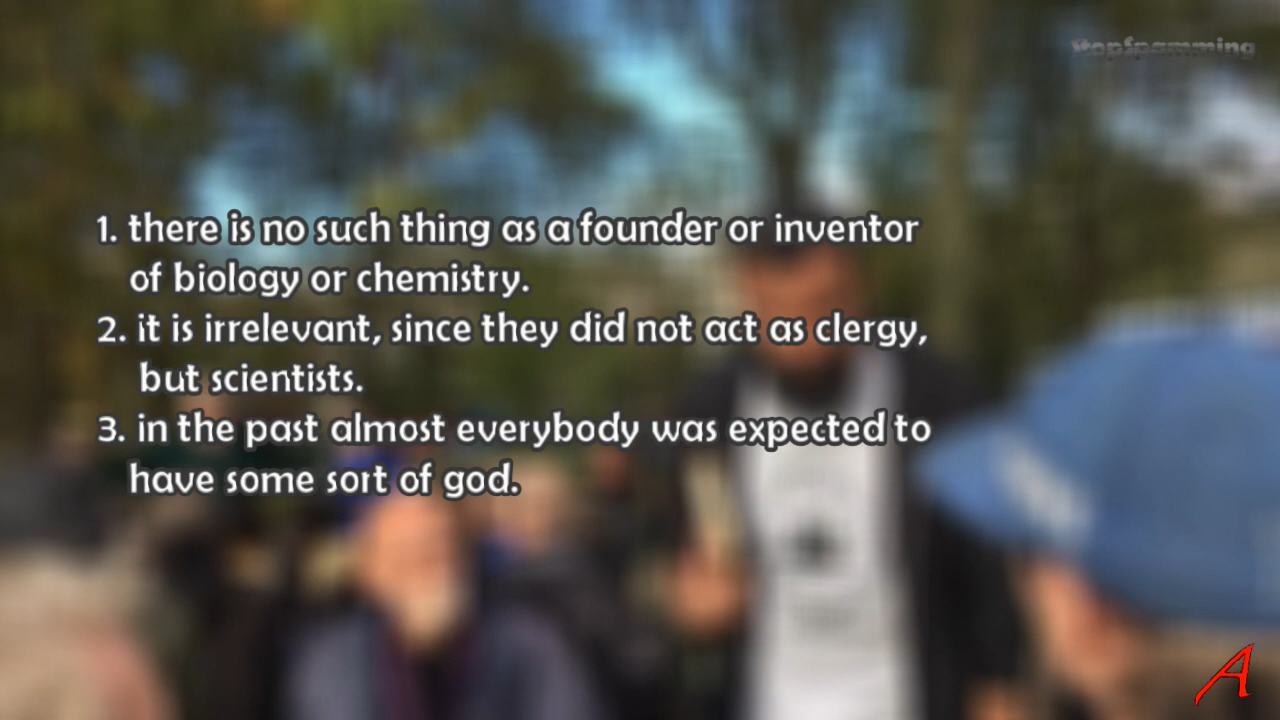 StopSpamming
1. there is no such thing as a founder or inventor
of biology or chemistry.
2. it is irrelevant, since they did not act as clergy,
but scientists.
3. in the past almost everybody was expected to
have some sort of god.
A